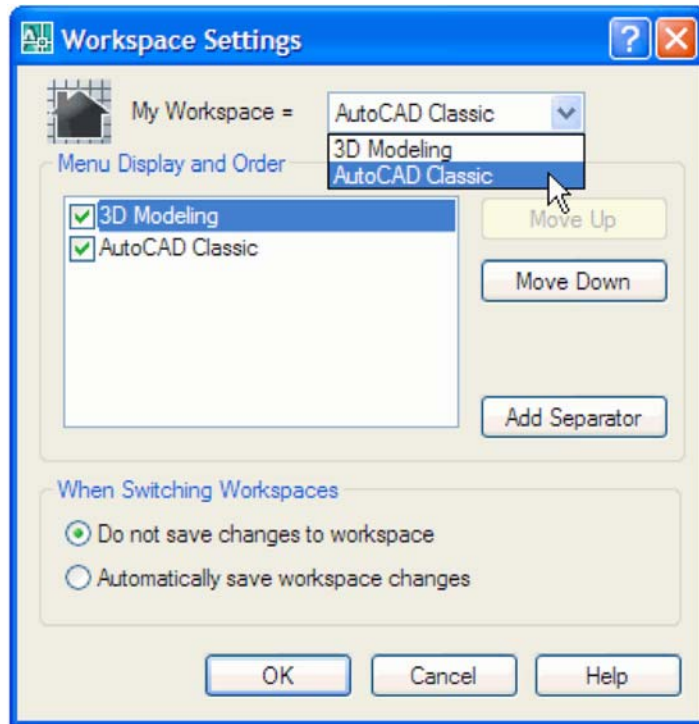 Workspace Settings
?
My Workspace =
AutoCAD Classic
3D Modeling
AutoCAD Classic
Menu Display and Order
3D Modeling
AutoCAD Classic
Move Up
Move Down
Add Separator
When Switching Workspaces
Do not save changes to workspace
Automatically save workspace changes
OK
Cancel
Help